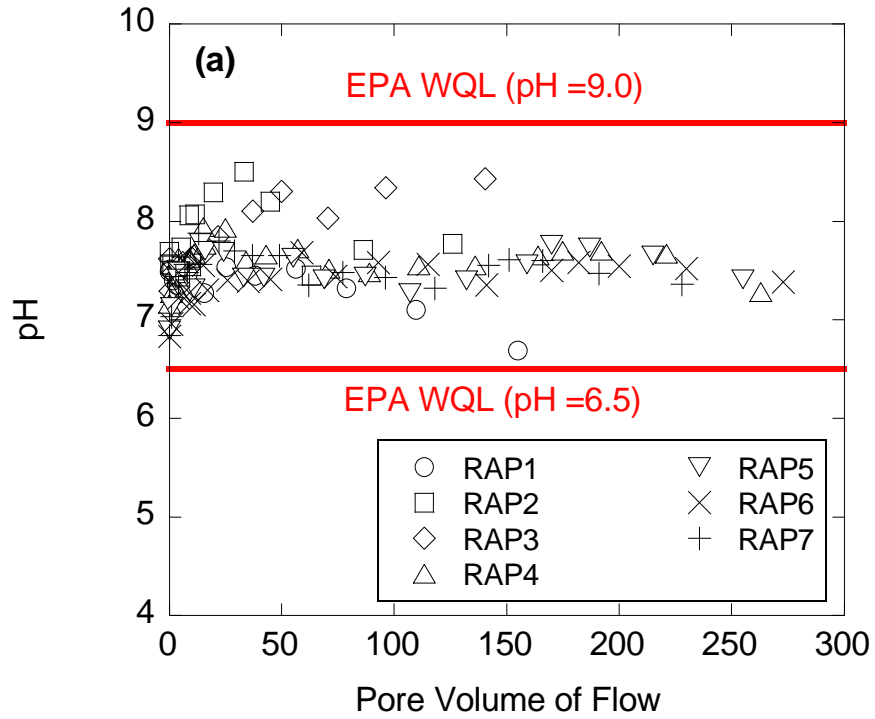 (a)
EPA WQL (pH =9.0)
EPA WQL (pH =6.5)
pH
10
9
8
7
6
5
4
0 50 100 150 200 250 300
Pore Volume of Flow
RAP1
RAP2
RAP3
RAP4
RAP5
RAP6
RAP7